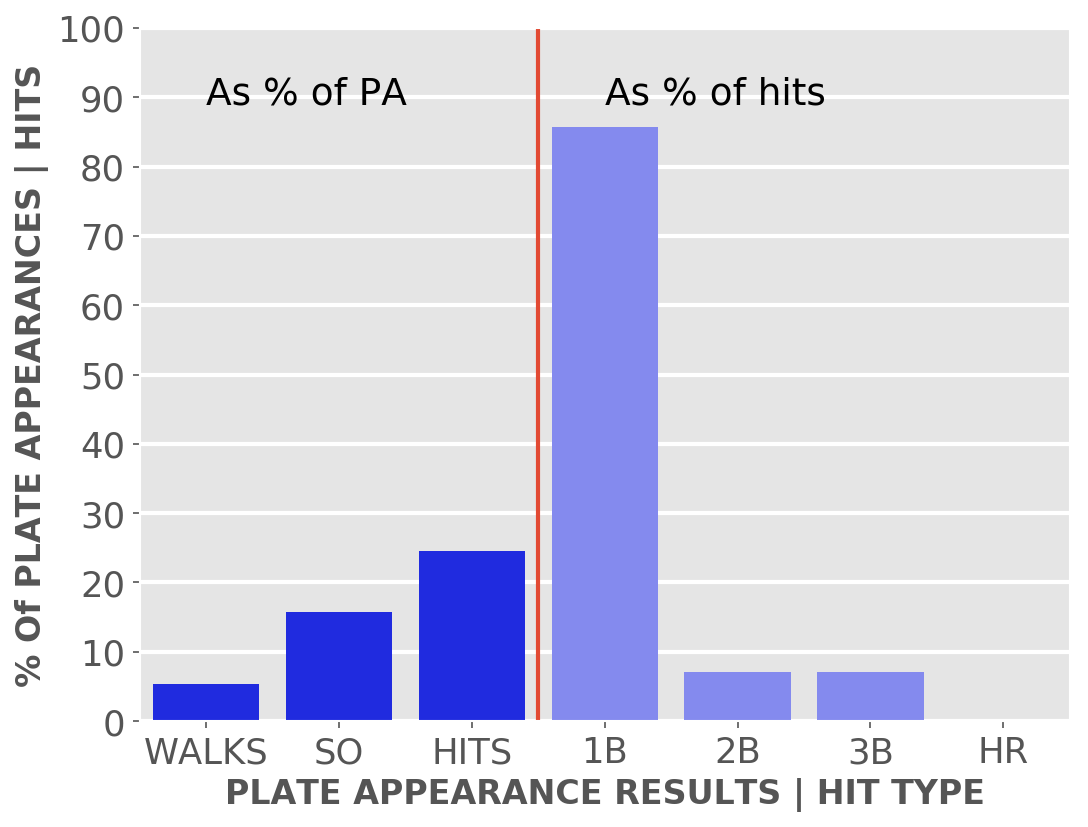 % Of PLATE APPEARANCES | HITS
100
90
80
70
60
50
40
30
20
10
0
As % of PA
As % of hits
WALKS SO HITS 1B 2B 3B HR
PLATE APPEARANCE RESULTS | HIT TYPE